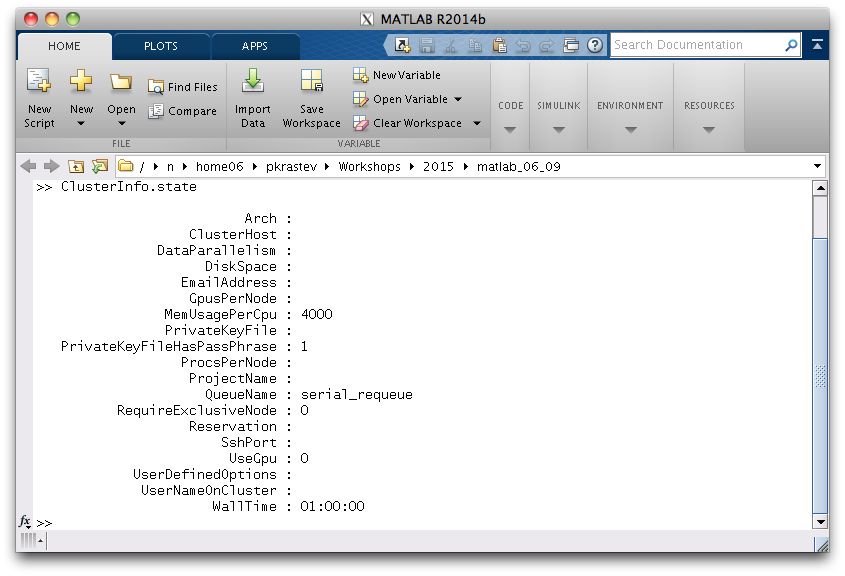 MATLAB R2014b
HOME PLOTS APPS Search Documentation
New Script
New
Open
Find Files
Compare
Import Data
Save Workspace
New Variable
Open Variable
Clear Workspace
CODE SIMULINK ENVIRONMENT RESOURCES
FILE VARIABLE
/ n home06 pkrastev Workshops 2015 matlab_06_09
>> ClusterInfo.state
Arch :
ClusterHost :
DataParallelism :
DiskSpace :
EmailAddress :
GpusPerNode :
MemUsagePerCpu : 4000
PrivateKeyFile :
PrivateKeyFileHasPassPhrase : 1
ProcsPerNode :
ProjectName :
QueueName : serial_requeue
RequireExclusiveNode : 0
Reservation :
SshPort :
UseGpu : 0
UserDefinedOptions :
UserNameOnCluster :
WallTime : 01:00:00
fx >>